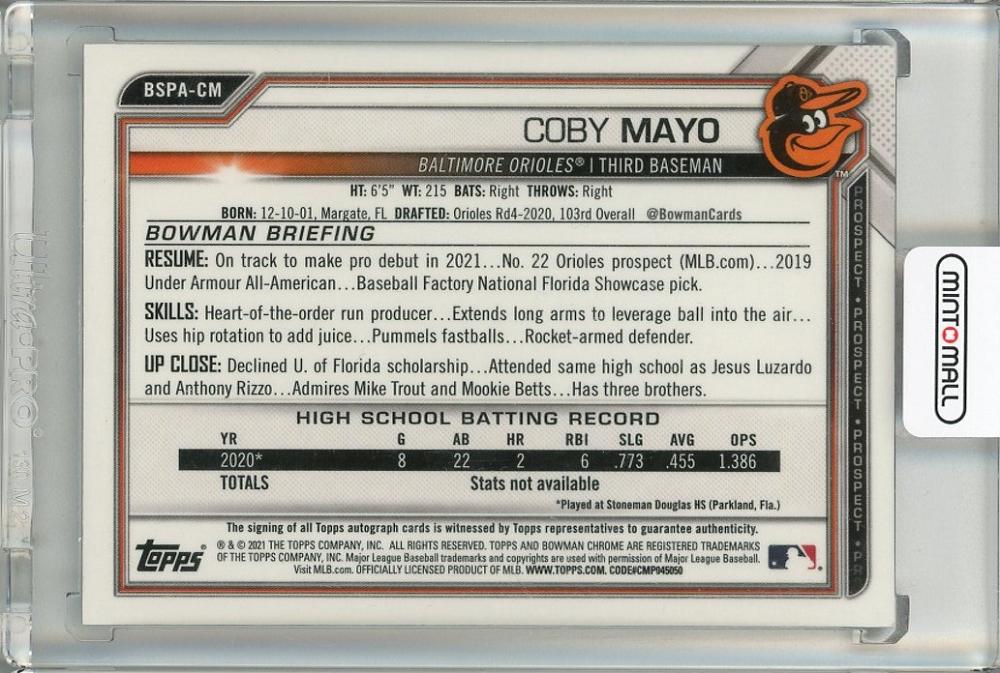 BSPA-CM
COBY MAYO
BALTIMORE ORIOLES® | THIRD BASEMAN
TM
HT: 6'5" WT: 215 BATS: Right THROWS: Right
BORN: 12-10-01, Margate, FL DRAFTED: Orioles Rd4-2020, 103rd Overall @BowmanCards
BOWMAN BRIEFING
RESUME: On track to make pro debut in 2021...No. 22 Orioles prospect (MLB.com)...2019
Under Armour All-American...Baseball Factory National Florida Showcase pick.
SKILLS: Heart-of-the-order run producer...Extends long arms to leverage ball into the air...
Uses hip rotation to add juice...Pummels fastballs...Rocket-armed defender.
UP CLOSE: Declined U. of Florida scholarship...Attended same high school as Jesus Luzardo
and Anthony Rizzo...Admires Mike Trout and Mookie Betts...Has three brothers.
HIGH SCHOOL BATTING RECORD
YR G AB HR RBI SLG AVG OPS
2020* 8 22 2 6 .773 .455 1.386
TOTALS Stats not available
*Played at Stoneman Douglas HS (Parkland, Fla.)
The signing of all Topps autograph cards is witnessed by Topps representatives to guarantee authenticity.
Topps®
® & © 2021 THE TOPPS COMPANY, INC. ALL RIGHTS RESERVED. TOPPS AND BOWMAN CHROME ARE REGISTERED TRADEMARKS
OF THE TOPPS COMPANY, INC. Major League Baseball trademarks and copyrights are used with permission of Major League Baseball.
Visit MLB.com. OFFICIALLY LICENSED PRODUCT OF MLB. WWW.TOPPS.COM. CODE#CMP045050
PROSPECT • PROSPECT • PROSPECT • PR
MINTOMALL
Ultra·PRO®